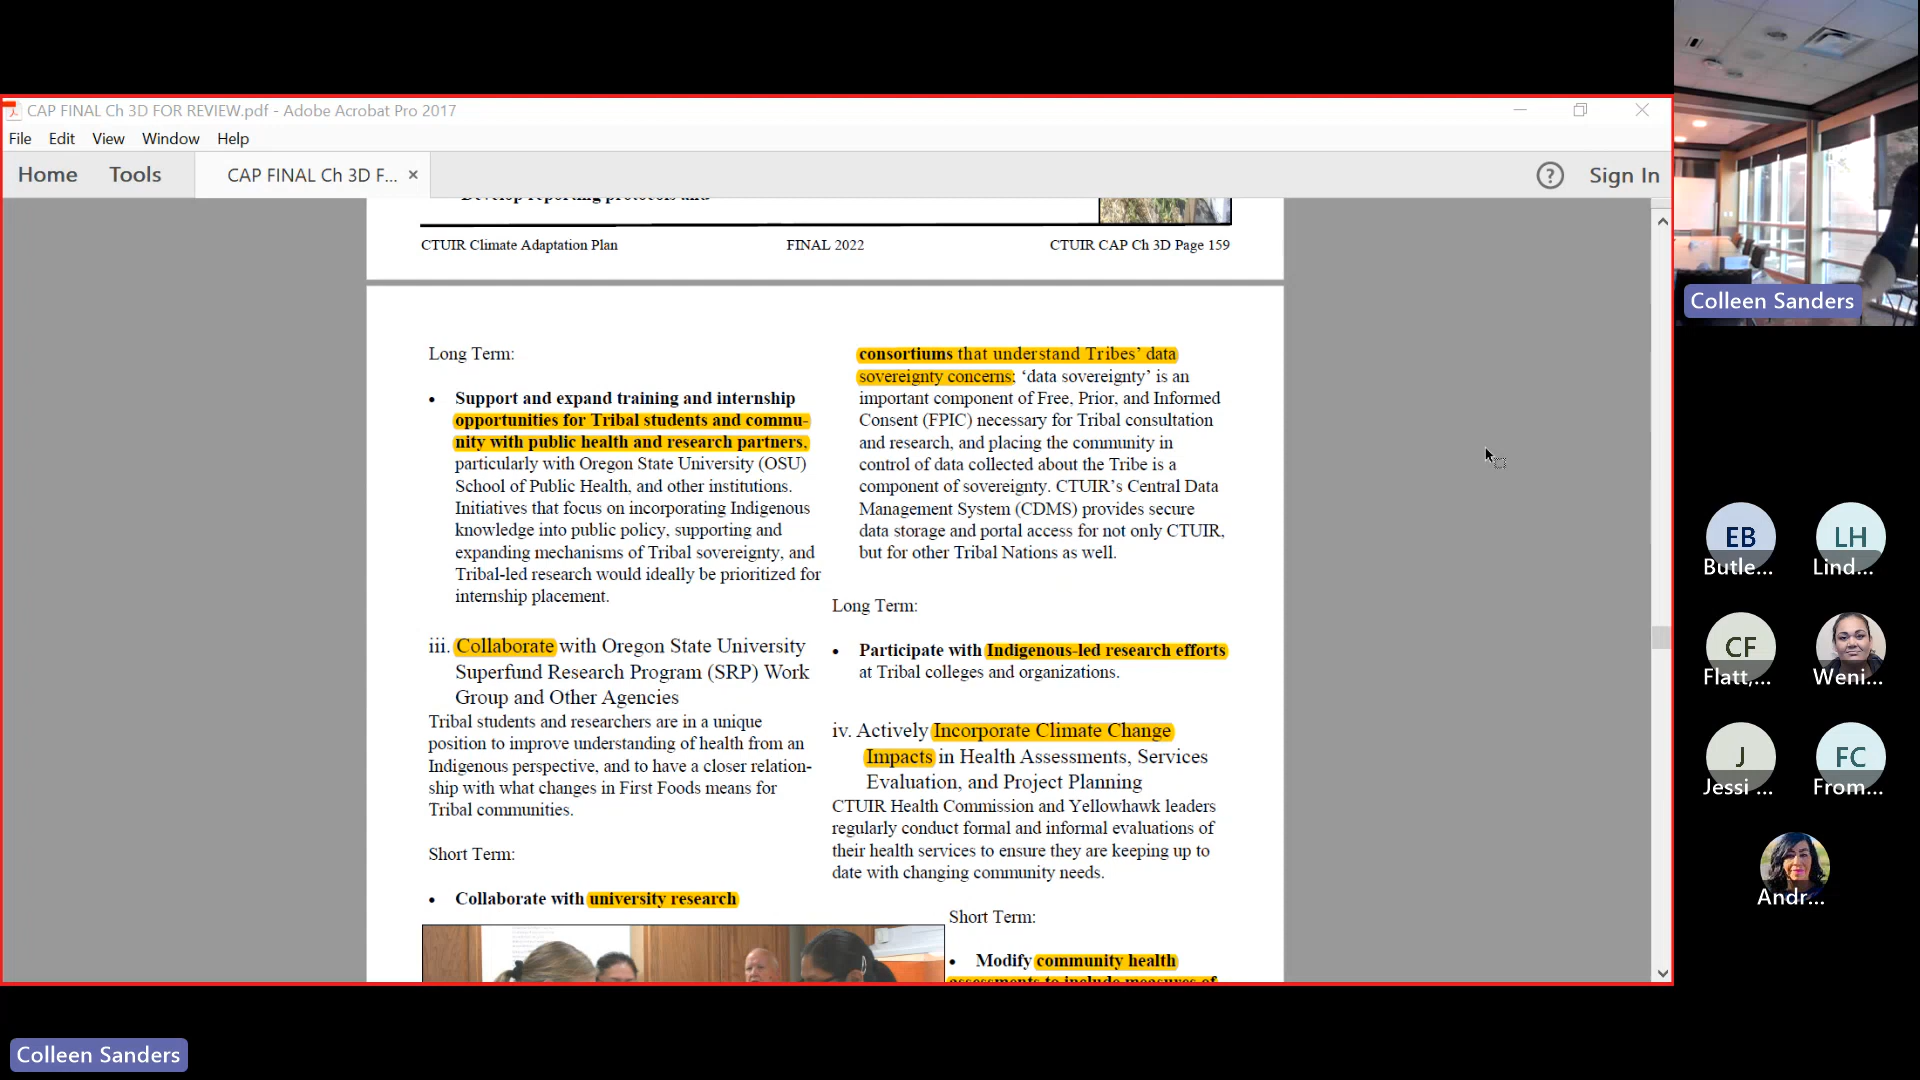 CAP FINAL Ch 3D FOR REVIEW.pdf - Adobe Acrobat Pro 2017
File Edit View Window Help
Home Tools CAP FINAL Ch 3D F... × ? Sign In
CTUIR Climate Adaptation Plan FINAL 2022 CTUIR CAP Ch 3D Page 159
Long Term:
• Support and expand training and internship
opportunities for Tribal students and commu-
nity with public health and research partners,
particularly with Oregon State University (OSU)
School of Public Health, and other institutions.
Initiatives that focus on incorporating Indigenous
knowledge into public policy, supporting and
expanding mechanisms of Tribal sovereignty, and
Tribal-led research would ideally be prioritized for
internship placement.
iii. Collaborate with Oregon State University
Superfund Research Program (SRP) Work
Group and Other Agencies
Tribal students and researchers are in a unique
position to improve understanding of health from an
Indigenous perspective, and to have a closer relation-
ship with what changes in First Foods means for
Tribal communities.
Short Term:
• Collaborate with university research
consortiums that understand Tribes’ data
sovereignty concerns; ‘data sovereignty’ is an
important component of Free, Prior, and Informed
Consent (FPIC) necessary for Tribal consultation
and research, and placing the community in
control of data collected about the Tribe is a
component of sovereignty. CTUIR’s Central Data
Management System (CDMS) provides secure
data storage and portal access for not only CTUIR,
but for other Tribal Nations as well.
Long Term:
• Participate with Indigenous-led research efforts
at Tribal colleges and organizations.
iv. Actively Incorporate Climate Change
Impacts in Health Assessments, Services
Evaluation, and Project Planning
CTUIR Health Commission and Yellowhawk leaders
regularly conduct formal and informal evaluations of
their health services to ensure they are keeping up to
date with changing community needs.
Short Term:
• Modify community health
assessments to include measures of
Colleen Sanders
EB LH
Butle... Lind...
CF
Flatt,... Weni...
J FC
Jessi ... From...
Andr...
Colleen Sanders